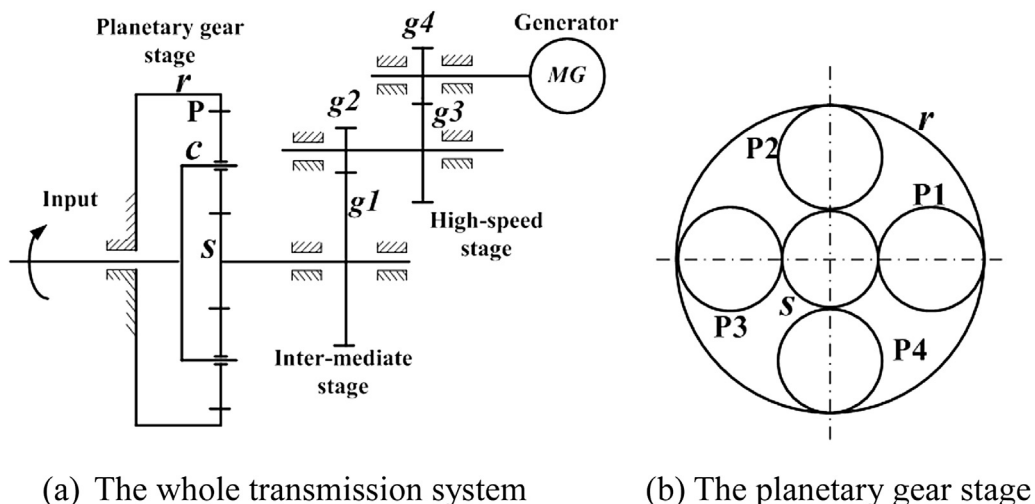 Planetary gear
stage
r
P
c
Input
s
g2
g1
g4
g3
Generator
MG
High-speed
stage
Inter-mediate
stage
(a) The whole transmission system
P2
r
P1
s
P3
P4
(b) The planetary gear stage